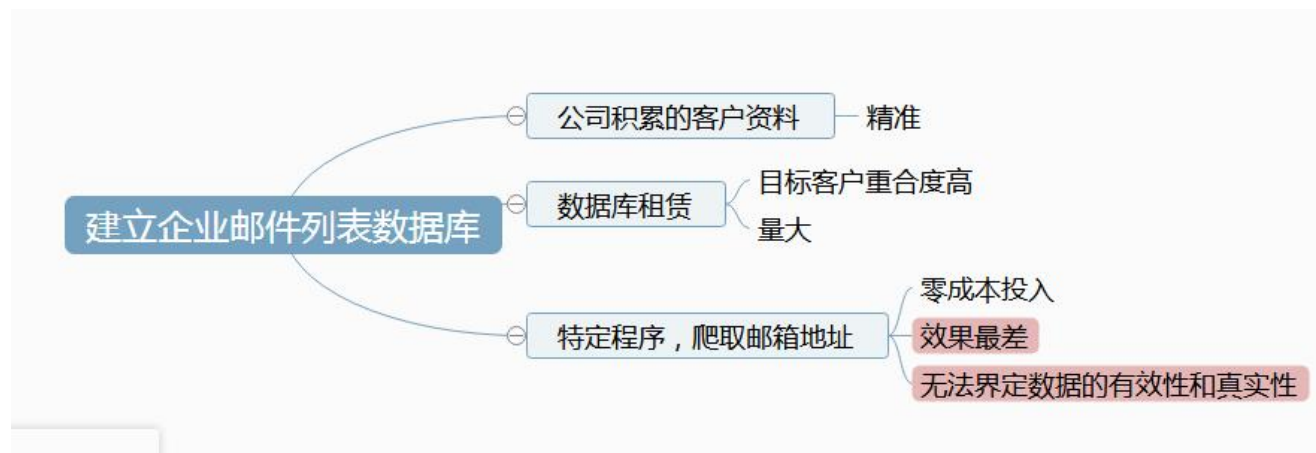 建立企业邮件列表数据库
公司积累的客户资料
精准
数据库租赁
目标客户重合度高
量大
特定程序，爬取邮箱地址
零成本投入
效果最差
无法界定数据的有效性和真实性